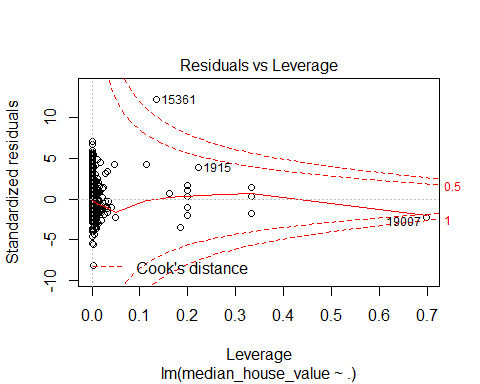 Residuals vs Leverage
Standardized residuals
10
5
0
-5
-10
15361
1915
0.5
19007
1
Cook's distance
0.0 0.1 0.2 0.3 0.4 0.5 0.6 0.7
Leverage
lm(median_house_value ~ .)